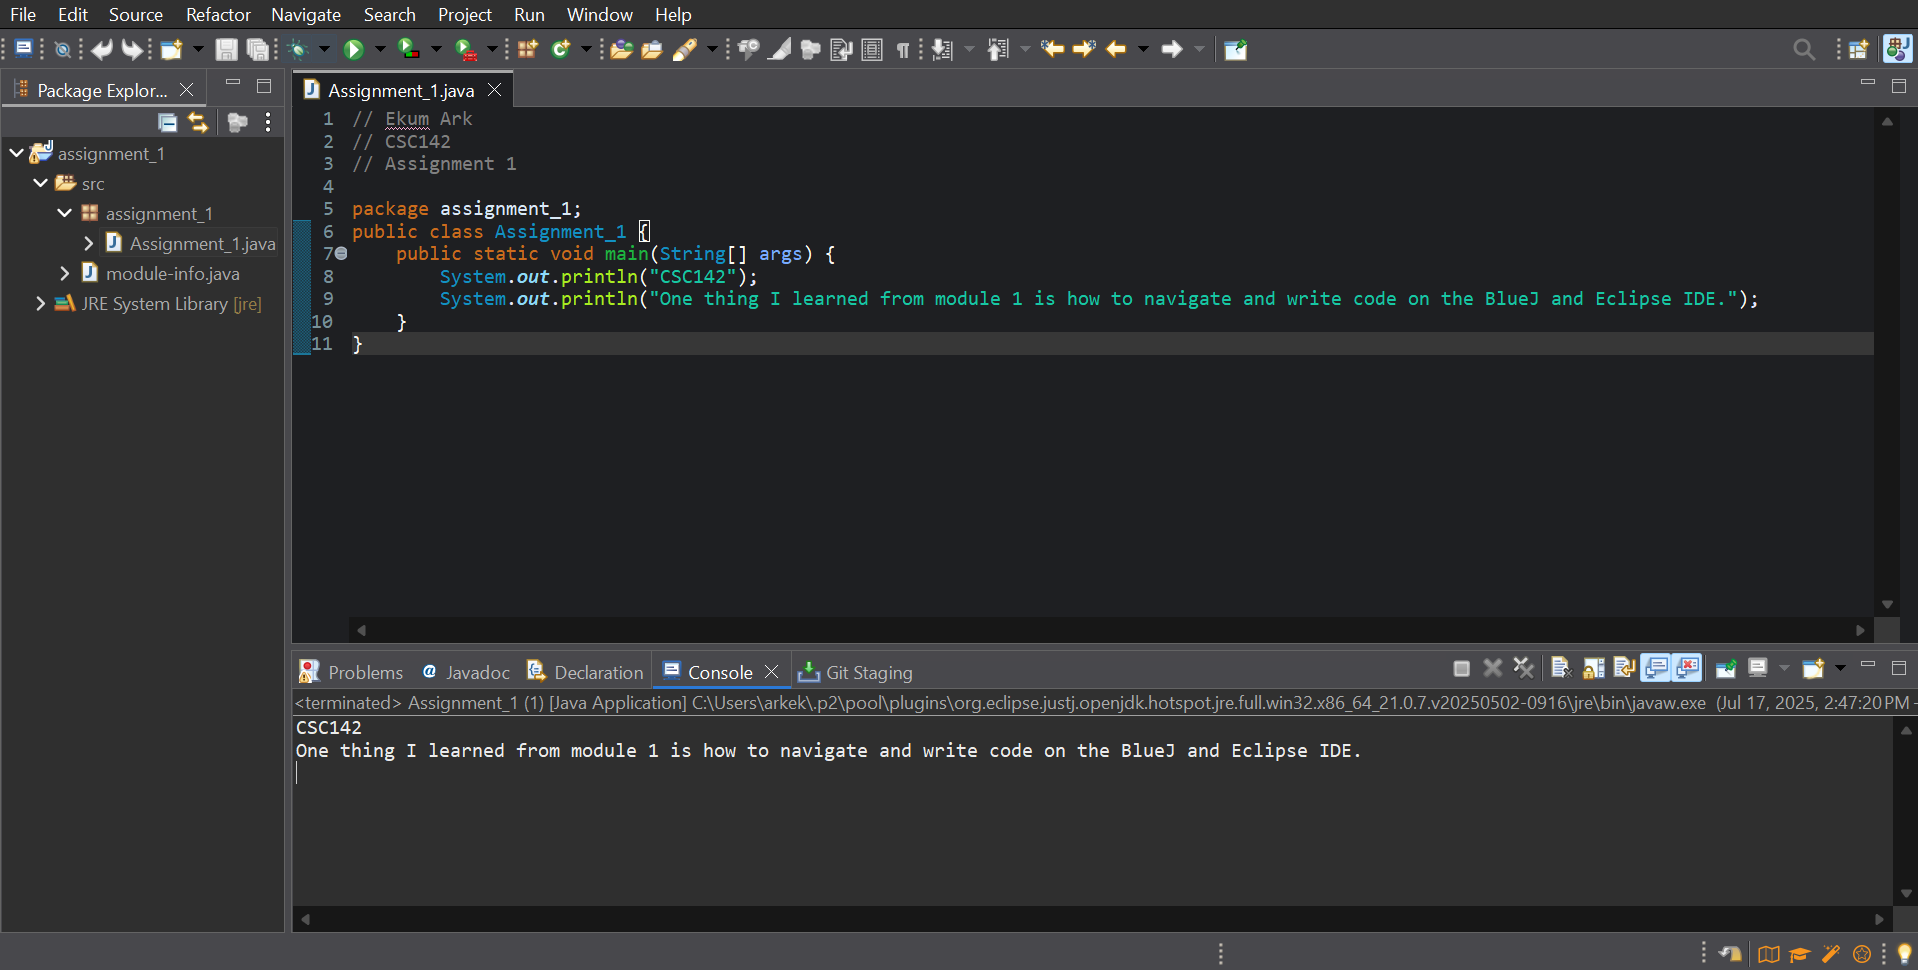 File Edit Source Refactor Navigate Search Project Run Window Help
Package Explor...
Assignment_1.java
assignment_1
src
assignment_1
Assignment_1.java
module-info.java
JRE System Library [jre]
1 // Ekum Ark
2 // CSC142
3 // Assignment 1
4
5 package assignment_1;
6 public class Assignment_1 {
7     public static void main(String[] args) {
8         System.out.println("CSC142");
9         System.out.println("One thing I learned from module 1 is how to navigate and write code on the BlueJ and Eclipse IDE.");
10     }
11 }
Problems @ Javadoc Declaration Console Git Staging
<terminated> Assignment_1 (1) [Java Application] C:\Users\arkek\.p2\pool\plugins\org.eclipse.justj.openjdk.hotspot.jre.full.win32.x86_64_21.0.7.v20250502-0916\jre\bin\javaw.exe (Jul 17, 2025, 2:47:20 PM –
CSC142
One thing I learned from module 1 is how to navigate and write code on the BlueJ and Eclipse IDE.